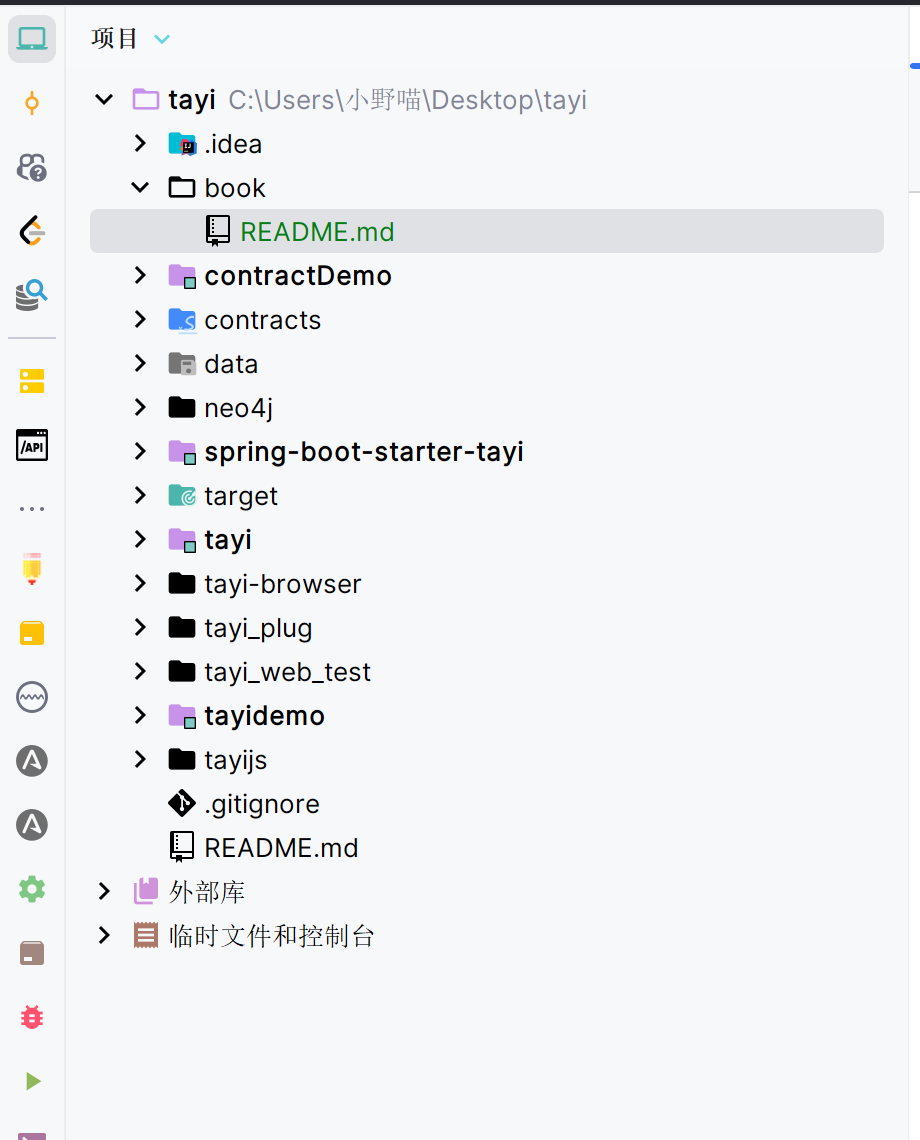 项目
tayi C:\Users\小野喵\Desktop\tayi
.idea
book
README.md
contractDemo
contracts
data
neo4j
spring-boot-starter-tayi
target
tayi
tayi-browser
tayi_plug
tayi_web_test
tayidemo
tayijs
.gitignore
README.md
外部库
临时文件和控制台
/API